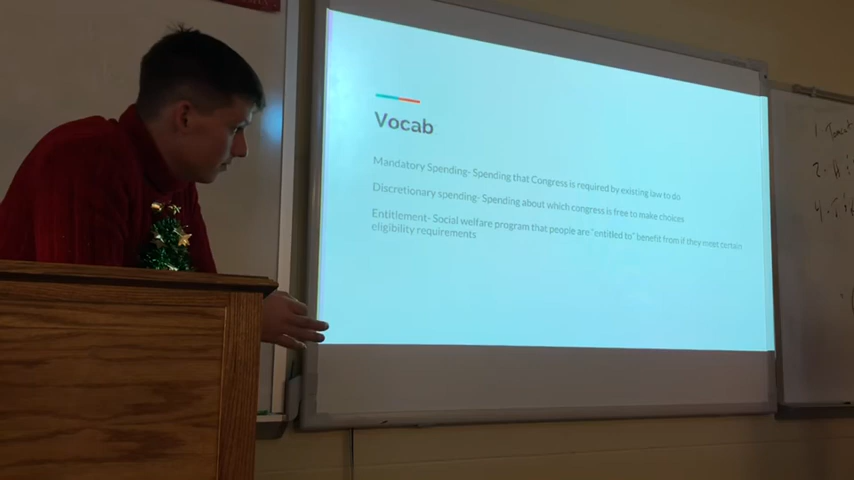 Vocab
Mandatory Spending- Spending that Congress is required by existing law to do
Discretionary spending- Spending about which congress is free to make choices
Entitlement- Social welfare program that people are "entitled to" benefit from if they meet certain
eligibility requirements